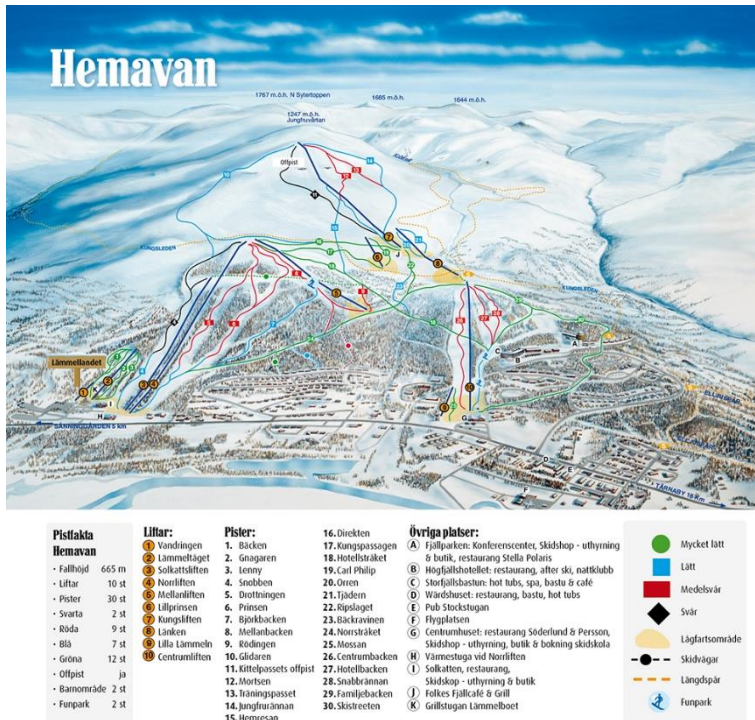 Hemavan
1767 m.ö.h. N Sytertoppen
1685 m.ö.h.
1644 m.ö.h.
1247 m.ö.h.
Jungfruvårtan
Offpist
KUNGSLEDEN
KUNGSLEDEN
Lämmellandet
SÄNNINGGÅRDEN 5 km
ELLJUSSPÅR
TÄRNABY 18 km
Pistfakta
Hemavan
· Fallhöjd 665 m
· Liftar 10 st
· Pister 30 st
· Svarta 2 st
· Röda 9 st
· Blå 7 st
· Gröna 12 st
· Offpist ja
· Barnområde 2 st
· Funpark 2 st
Liftar:
1 Vandringen
2 Lämmeltåget
3 Solkattsliften
4 Norrliften
5 Mellanliften
6 Lillprinsen
7 Kungsliften
8 Länken
9 Lilla Lämmeln
10 Centrumliften
Pister:
1. Bäcken
2. Gnagaren
3. Lenny
4. Snobben
5. Drottningen
6. Prinsen
7. Björkbacken
8. Mellanbacken
9. Rödingen
10. Glidaren
11. Kittelpassets offpist
12. Mortsen
13. Träningspasset
14. Jungfrurännan
15. Hemresan
16. Direkten
17. Kungspassagen
18. Hotellsträket
19. Carl Philip
20. Orren
21. Tjädern
22. Ripslaget
23. Bäckravinen
24. Norrstråket
25. Mossan
26. Centrumbacken
27. Hotellbacken
28. Snabbrännan
29. Familjebacken
30. Skistreeten
Övriga platser:
A Fjällparken: Konferenscenter, Skidshop - uthyrning
& butik, restaurang Stella Polaris
B Högfjällshotellet: restaurang, after ski, nattklubb
C Storfjällsbastun: hot tubs, spa, bastu & café
D Wärdshuset: restaurang, bastu, hot tubs
E Pub Stockstugan
F Flygplatsen
G Centrumhuset: restaurang Söderlund & Persson,
Skidshop - uthyrning, butik & bokning skidskola
H Värmestuga vid Norrliften
I Solkatten, restaurang,
Skidskop - uthyrning & butik
J Folkes Fjällcafé & Grill
K Grillstugan Lämmelboet
Mycket lätt
Lätt
Medelsvår
Svår
Lågfartsområde
Skidvägar
Längdspår
Funpark